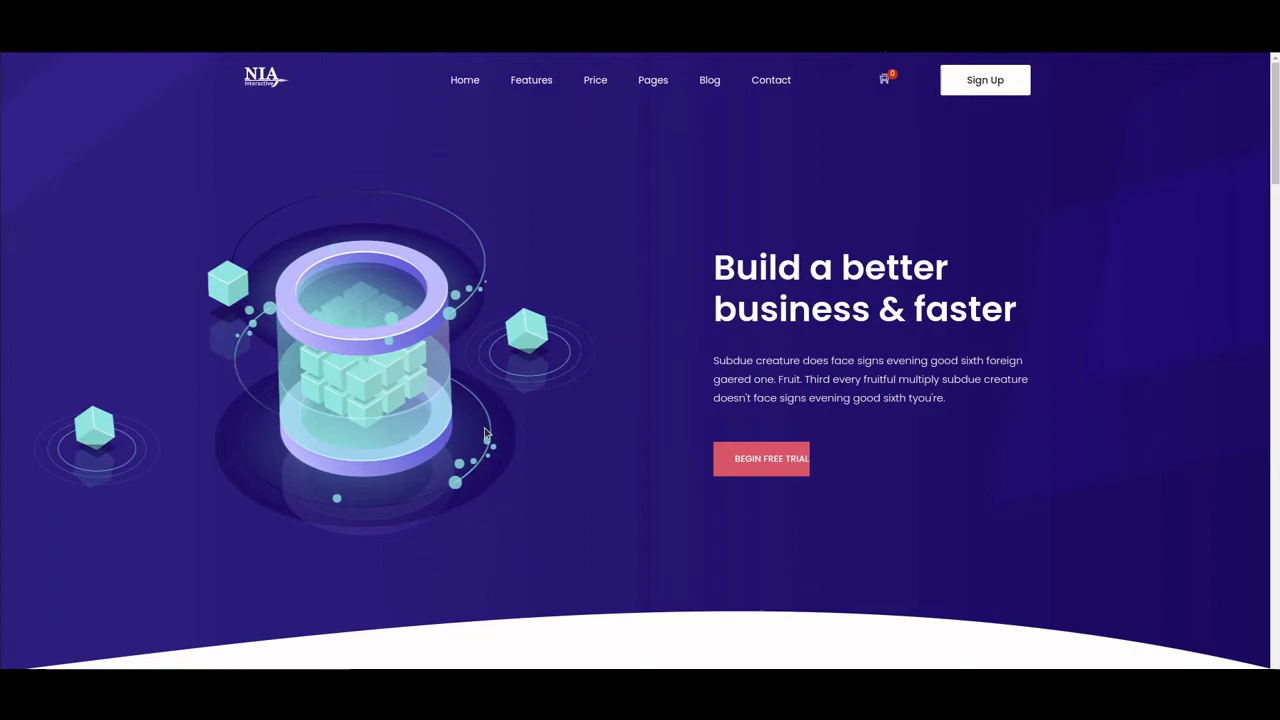 NIA
Interactive
Home Features Price Pages Blog Contact 0 Sign Up
Build a better
business & faster
Subdue creature does face signs evening good sixth foreign
gaered one. Fruit. Third every fruitful multiply subdue creature
doesn't face signs evening good sixth tyou're.
BEGIN FREE TRIAL